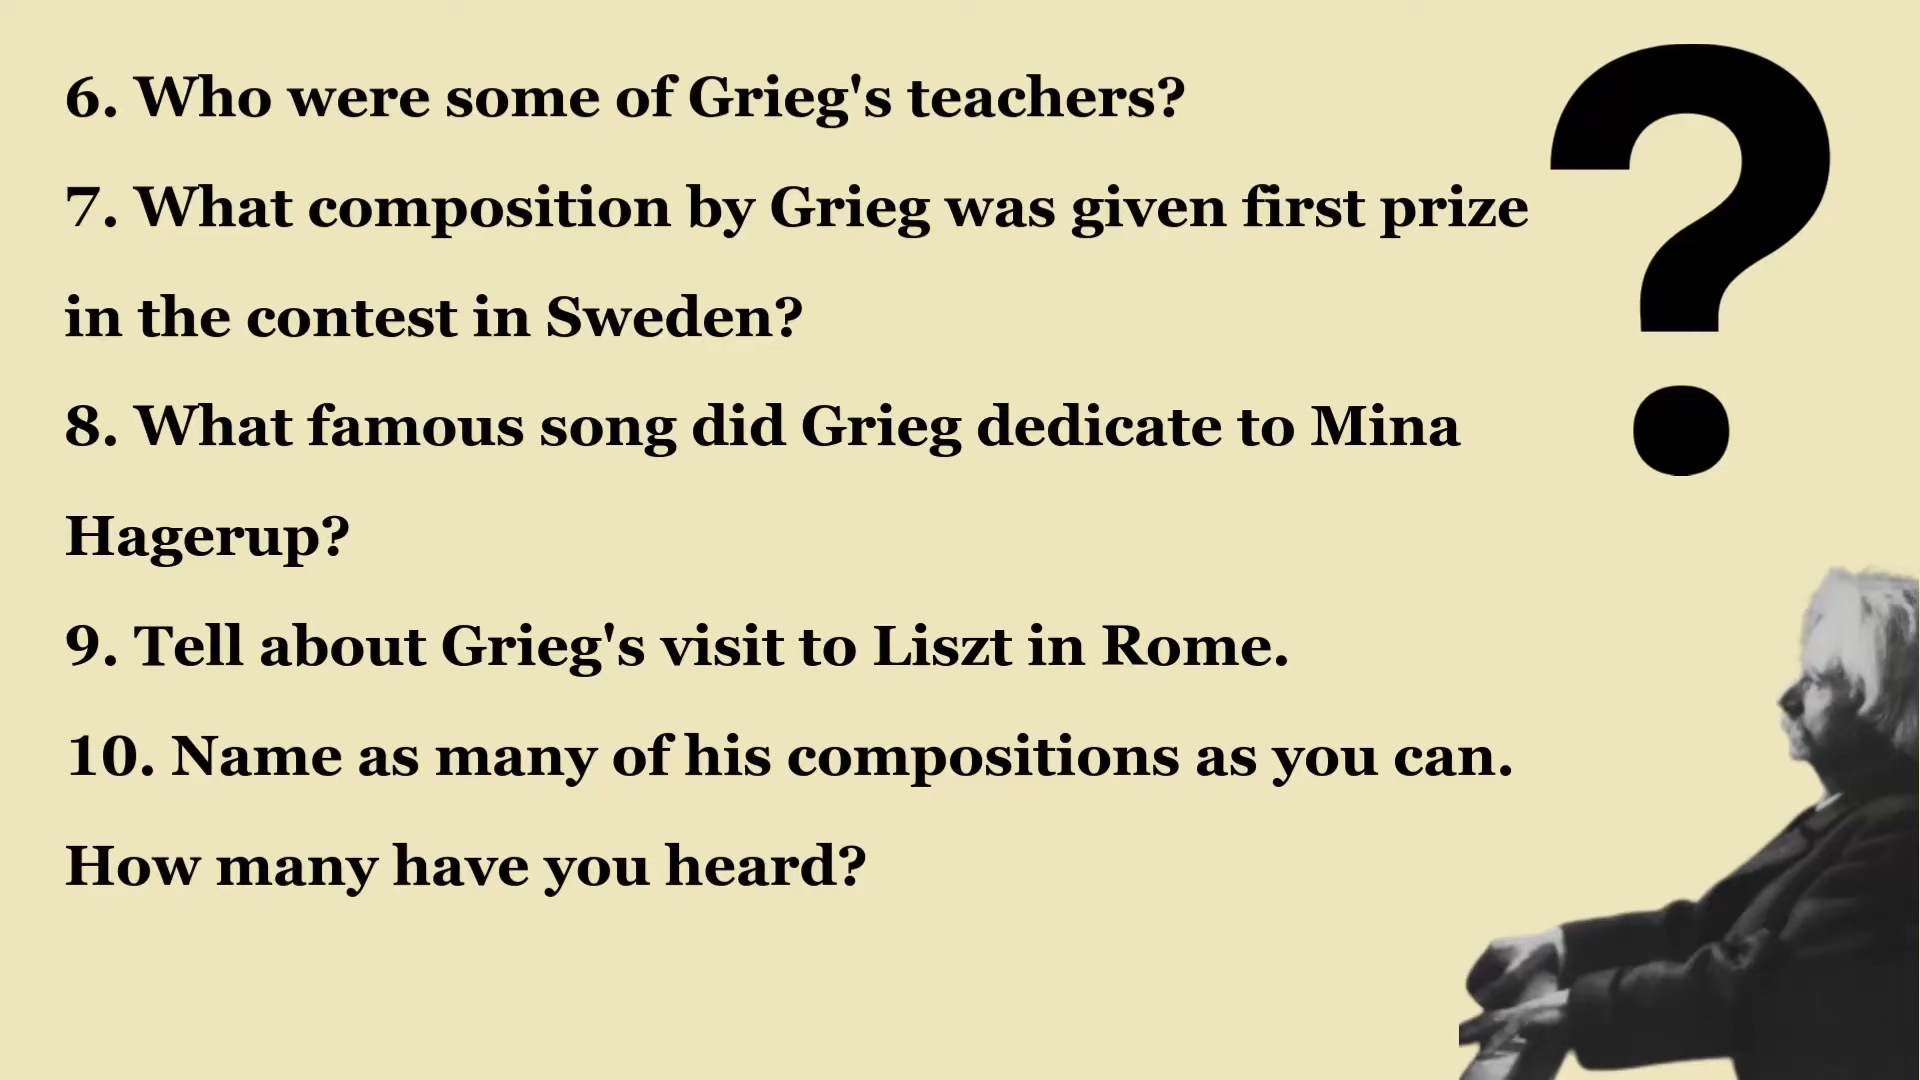 6. Who were some of Grieg's teachers?
7. What composition by Grieg was given first prize
in the contest in Sweden?
8. What famous song did Grieg dedicate to Mina
Hagerup?
9. Tell about Grieg's visit to Liszt in Rome.
10. Name as many of his compositions as you can.
How many have you heard?
?